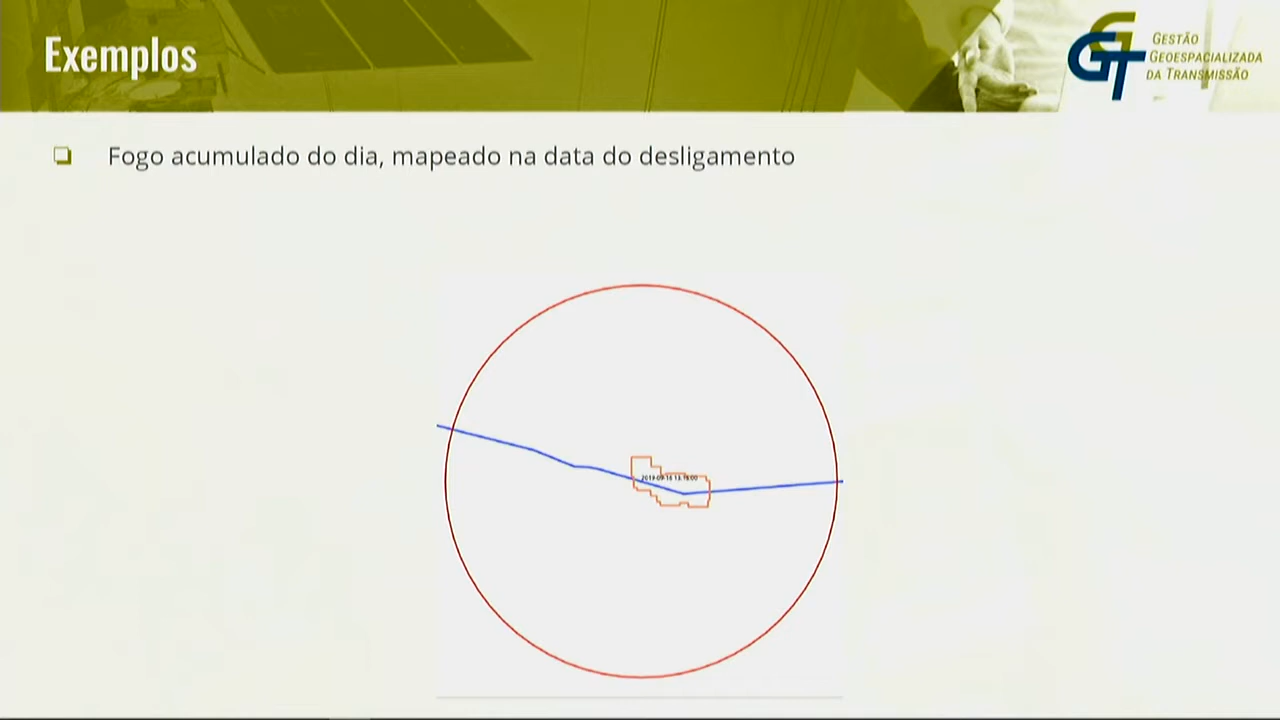 Exemplos
GESTÃO
GEOESPACIALIZADA
DA TRANSMISSÃO
Fogo acumulado do dia, mapeado na data do desligamento